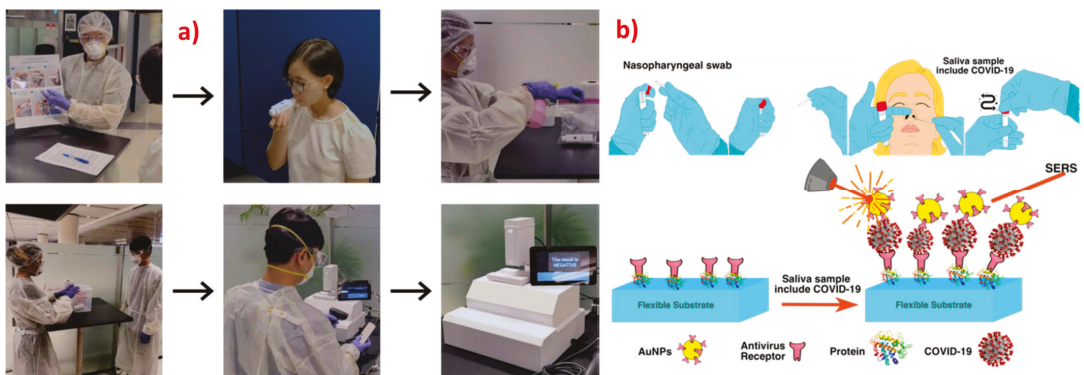 a)
The result is
NEGATIVE
b)
Nasopharyngeal swab
Saliva sample
include COVID-19
SERS
Flexible Substrate
Saliva sample
include COVID-19
Flexible Substrate
AuNPs
Antivirus
Receptor
Protein
COVID-19